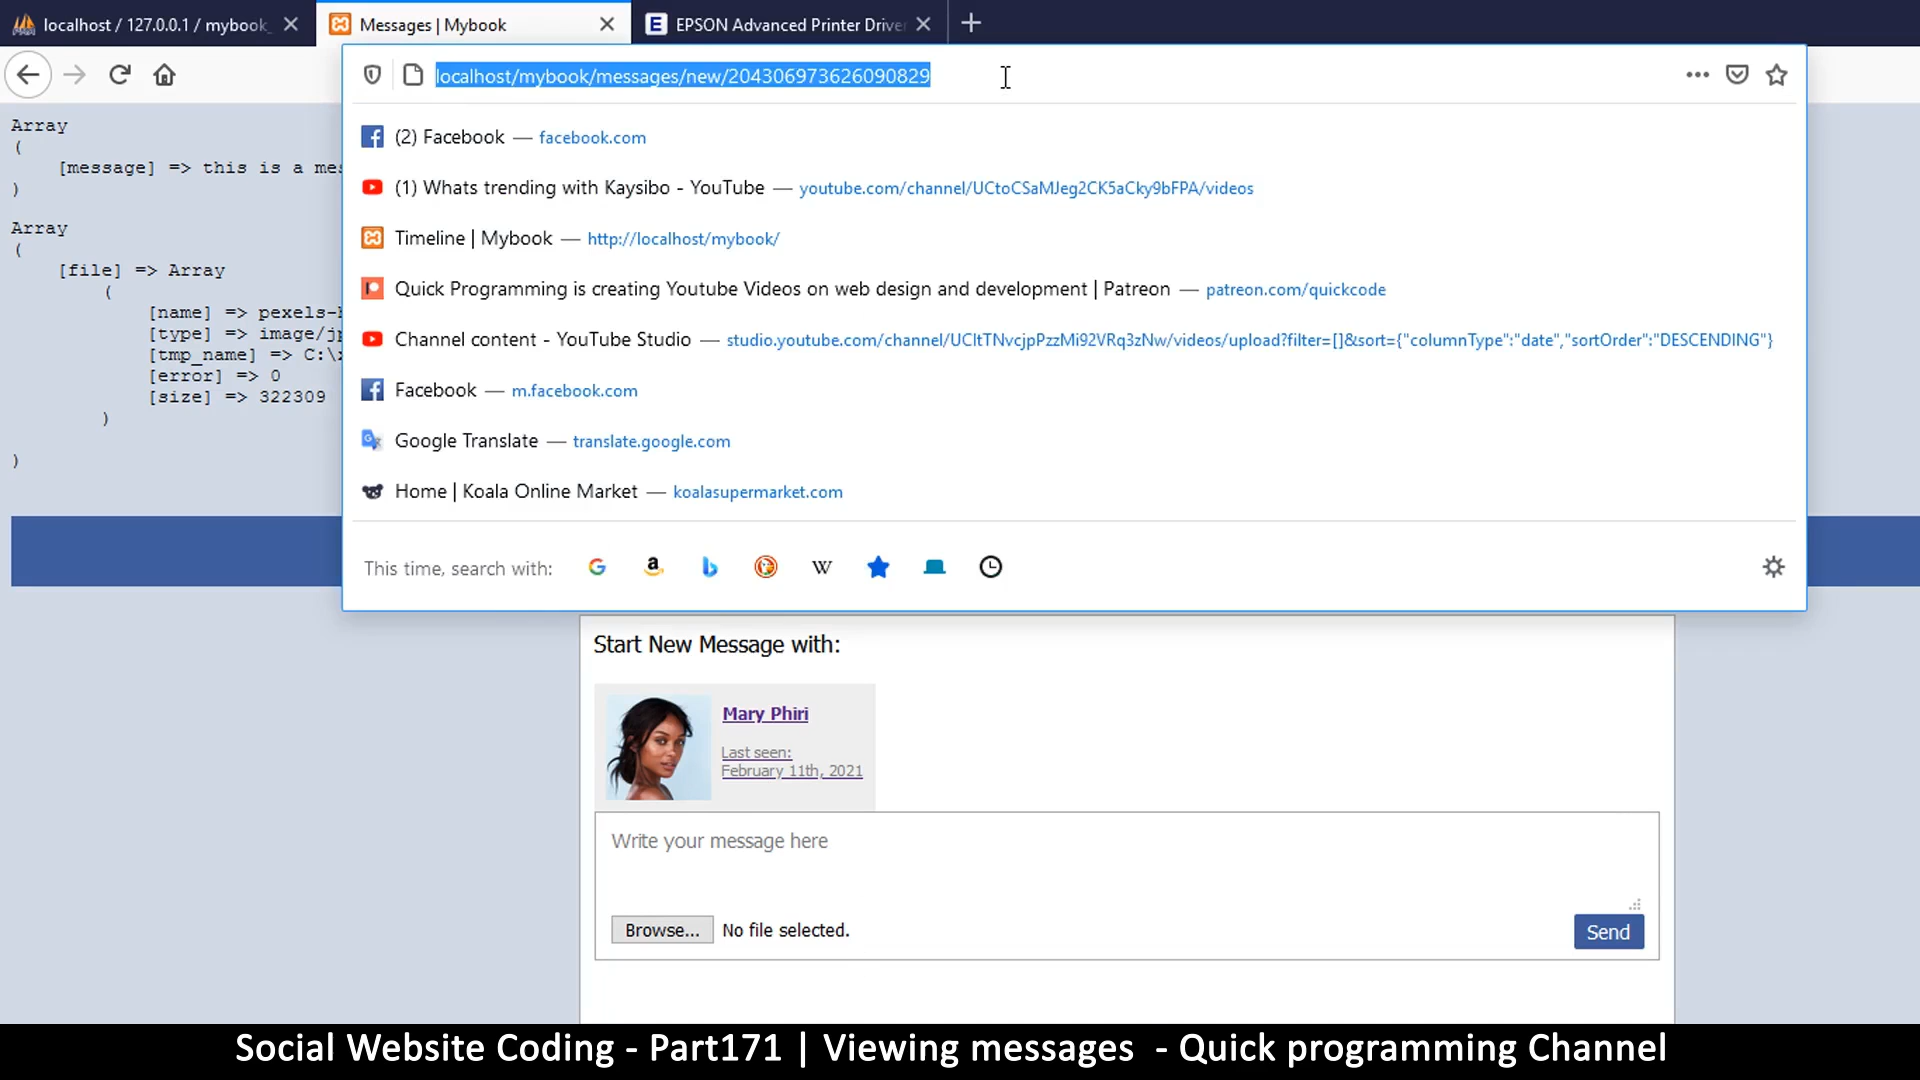 localhost / 127.0.0.1 / mybook_
Messages | Mybook
EPSON Advanced Printer Drive
localhost/mybook/messages/new/204306973626090829
Array
(
[message] => this is a mes
)
Array
(
[file] => Array
(
[name] => pexels-
[type] => image/jp
[tmp_name] => C:\x
[error] => 0
[size] => 322309
)
)
(2) Facebook — facebook.com
(1) Whats trending with Kaysibo - YouTube — youtube.com/channel/UCtoCSaMJeg2CK5aCky9bFPA/videos
Timeline | Mybook — http://localhost/mybook/
Quick Programming is creating Youtube Videos on web design and development | Patreon — patreon.com/quickcode
Channel content - YouTube Studio — studio.youtube.com/channel/UCltTNvcjpPzzMi92VRq3zNw/videos/upload?filter=[]&sort={"columnType":"date","sortOrder":"DESCENDING"}
Facebook — m.facebook.com
Google Translate — translate.google.com
Home | Koala Online Market — koalasupermarket.com
This time, search with:
Start New Message with:
Mary Phiri
Last seen:
February 11th, 2021
Write your message here
Browse... No file selected.
Send
Social Website Coding - Part171 | Viewing messages - Quick programming Channel